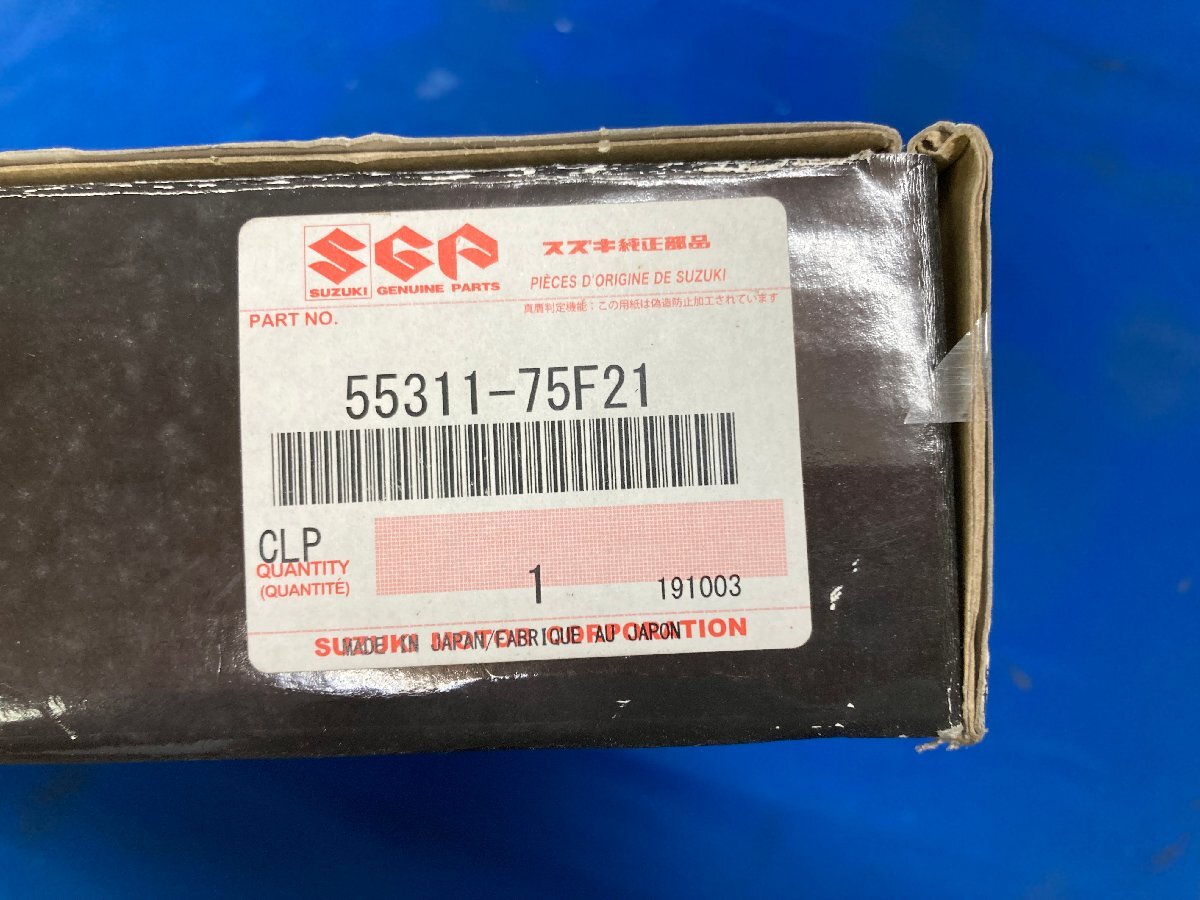 SGP スズキ純正部品
SUZUKI GENUINE PARTS PIÈCES D'ORIGINE DE SUZUKI
真贋判定機能：この用紙は偽造防止加工されています
PART NO.
55311-75F21
CLP
QUANTITY
(QUANTITÉ)
1 191003
SUZUKI MOTOR CORPORATION
MADE IN JAPAN/FABRIQUE AU JAPON